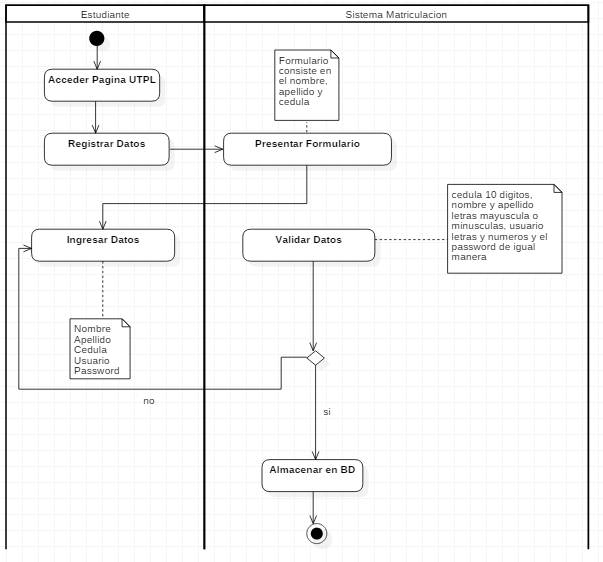 Estudiante
Sistema Matriculacion
Acceder Pagina UTPL
Formulario
consiste en
el nombre,
apellido y
cedula
Registrar Datos
Presentar Formulario
cedula 10 digitos,
nombre y apellido
letras mayuscula o
minusculas, usuario
letras y numeros y el
password de igual
manera
Ingresar Datos
Validar Datos
Nombre
Apellido
Cedula
Usuario
Password
no
si
Almacenar en BD